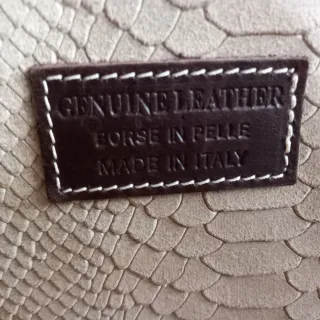 GENUINE LEATHER
BORSE IN PELLE
MADE IN ITALY